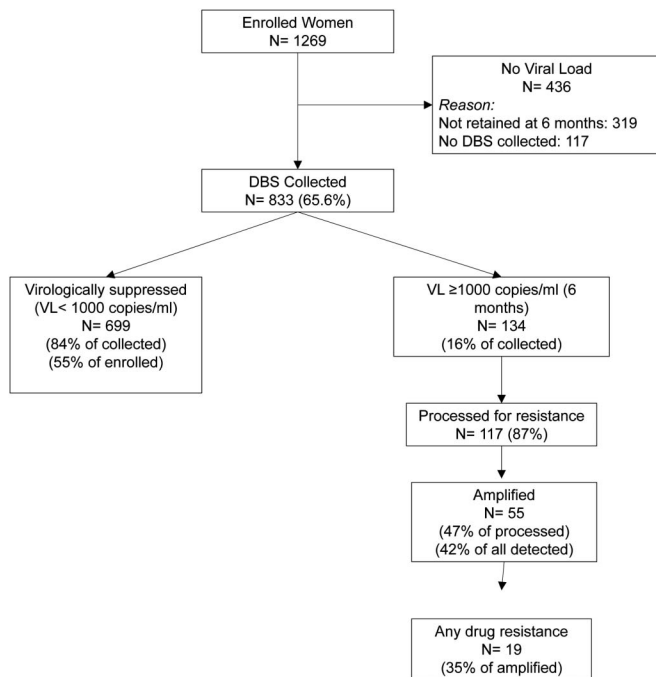 Enrolled Women
N= 1269
No Viral Load
N= 436
Reason:
Not retained at 6 months: 319
No DBS collected: 117
DBS Collected
N= 833 (65.6%)
Virologically suppressed
(VL< 1000 copies/ml)
N= 699
(84% of collected)
(55% of enrolled)
VL ≥1000 copies/ml (6
months)
N= 134
(16% of collected)
Processed for resistance
N= 117 (87%)
Amplified
N= 55
(47% of processed)
(42% of all detected)
Any drug resistance
N= 19
(35% of amplified)